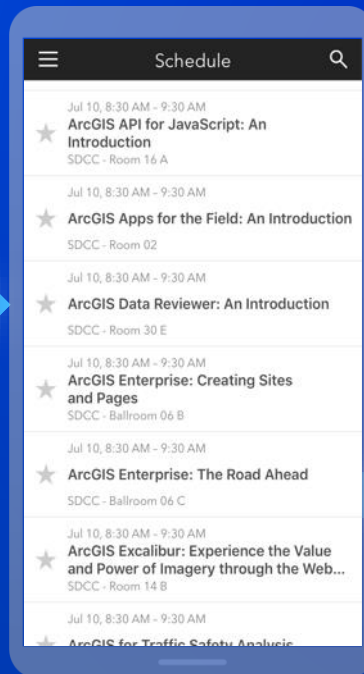 Schedule
Jul 10, 8:30 AM – 9:30 AM
ArcGIS API for JavaScript: An
Introduction
SDCC - Room 16 A
Jul 10, 8:30 AM – 9:30 AM
ArcGIS Apps for the Field: An Introduction
SDCC - Room 02
Jul 10, 8:30 AM – 9:30 AM
ArcGIS Data Reviewer: An Introduction
SDCC - Room 30 E
Jul 10, 8:30 AM – 9:30 AM
ArcGIS Enterprise: Creating Sites
and Pages
SDCC - Ballroom 06 B
Jul 10, 8:30 AM – 9:30 AM
ArcGIS Enterprise: The Road Ahead
SDCC - Ballroom 06 C
Jul 10, 8:30 AM – 9:30 AM
ArcGIS Excalibur: Experience the Value
and Power of Imagery through the Web...
SDCC - Room 14 B
Jul 10, 8:30 AM – 9:30 AM
ArcGIS for Traffic Safety Analysis